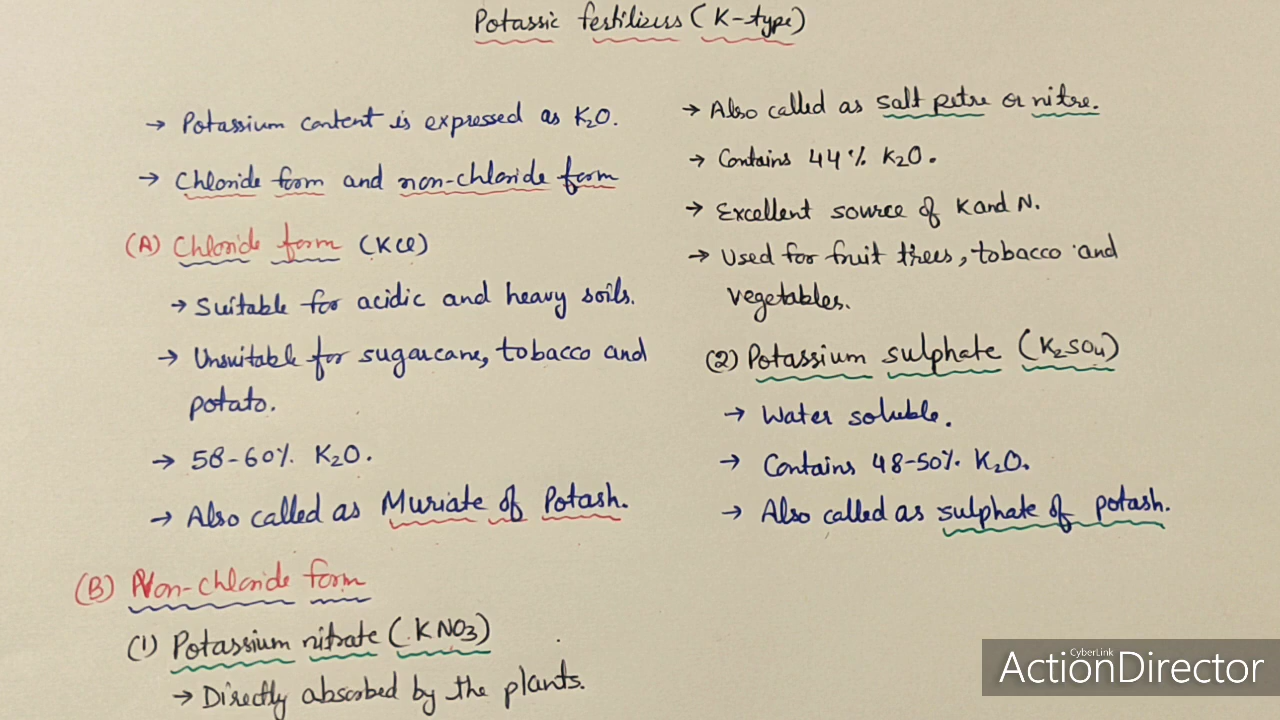 Potassic fertilizers (K-type)
→ Potassium content is expressed as K₂O.
→ Chloride form and non-chloride form
(A) Chloride form (KCl)
→ Suitable for acidic and heavy soils.
→ Unsuitable for sugarcane, tobacco and
potato.
→ 58-60% K₂O.
→ Also called as Muriate of Potash.
(B) Non-chloride form
(1) Potassium nitrate (KNO₃)
→ Directly absorbed by the plants.
→ Also called as salt petre or nitre.
→ Contains 44% K₂O.
→ Excellent source of K and N.
→ Used for fruit trees, tobacco and
vegetables.
(2) Potassium sulphate (K₂SO₄)
→ Water soluble.
→ Contains 48-50% K₂O.
→ Also called as sulphate of potash.
CyberLink
ActionDirector